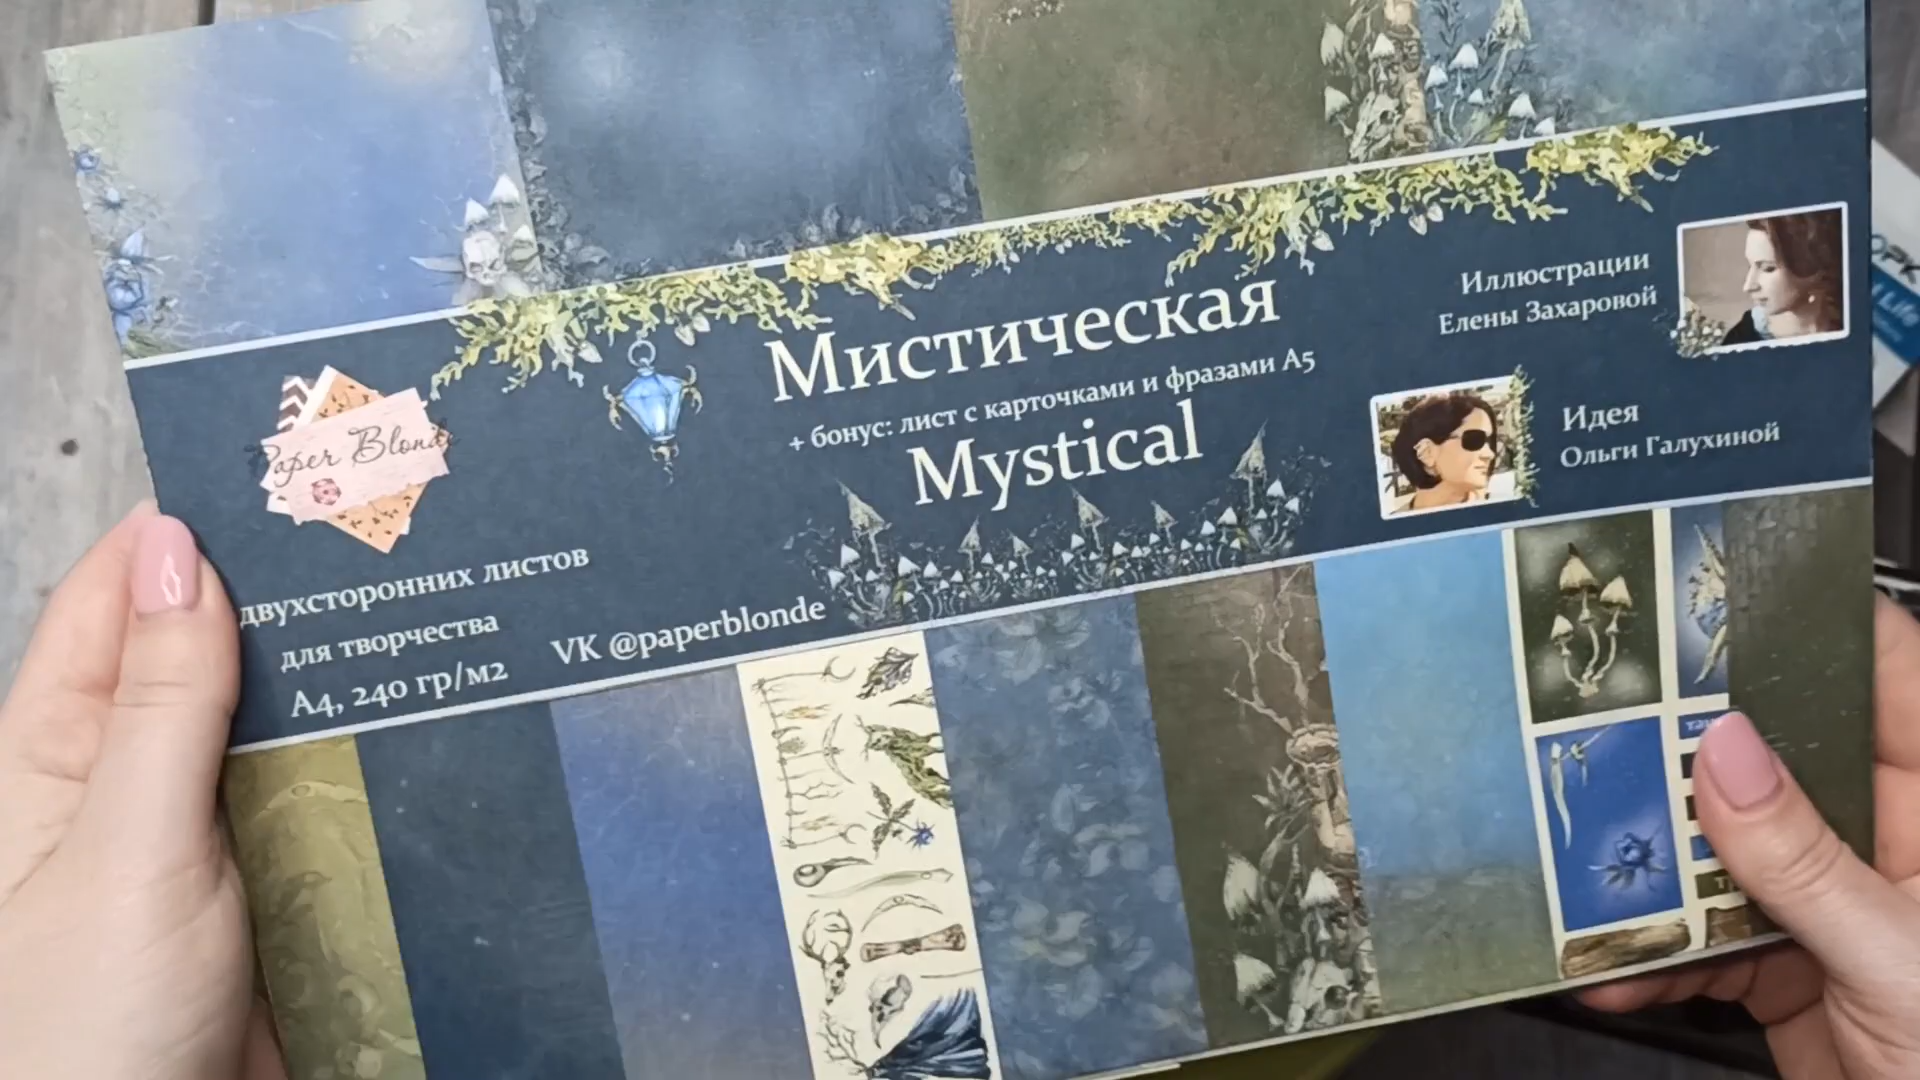 Мистическая
+ бонус: лист с карточками и фразами А5
Mystical
Иллюстрации
Елены Захаровой
Идея
Ольги Галухиной
Paper Blonde
двухсторонних листов
для творчества
А4, 240 гр/м2
VK @paperblonde
Life